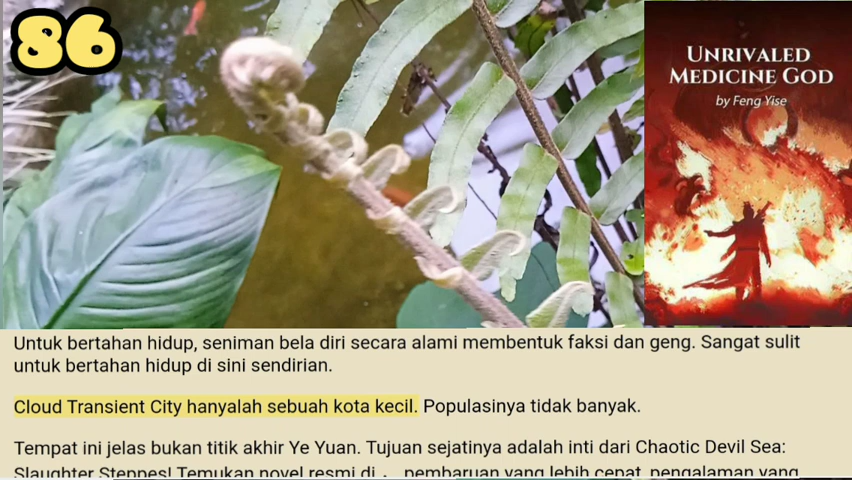 86
UNRIVALED
MEDICINE GOD
by Feng Yise
Untuk bertahan hidup, seniman bela diri secara alami membentuk faksi dan geng. Sangat sulit
untuk bertahan hidup di sini sendirian.
Cloud Transient City hanyalah sebuah kota kecil. Populasinya tidak banyak.
Tempat ini jelas bukan titik akhir Ye Yuan. Tujuan sejatinya adalah inti dari Chaotic Devil Sea:
Slaughter Steppes! Temukan novel resmi di , pembaruan yang lebih cepat, pengalaman yang